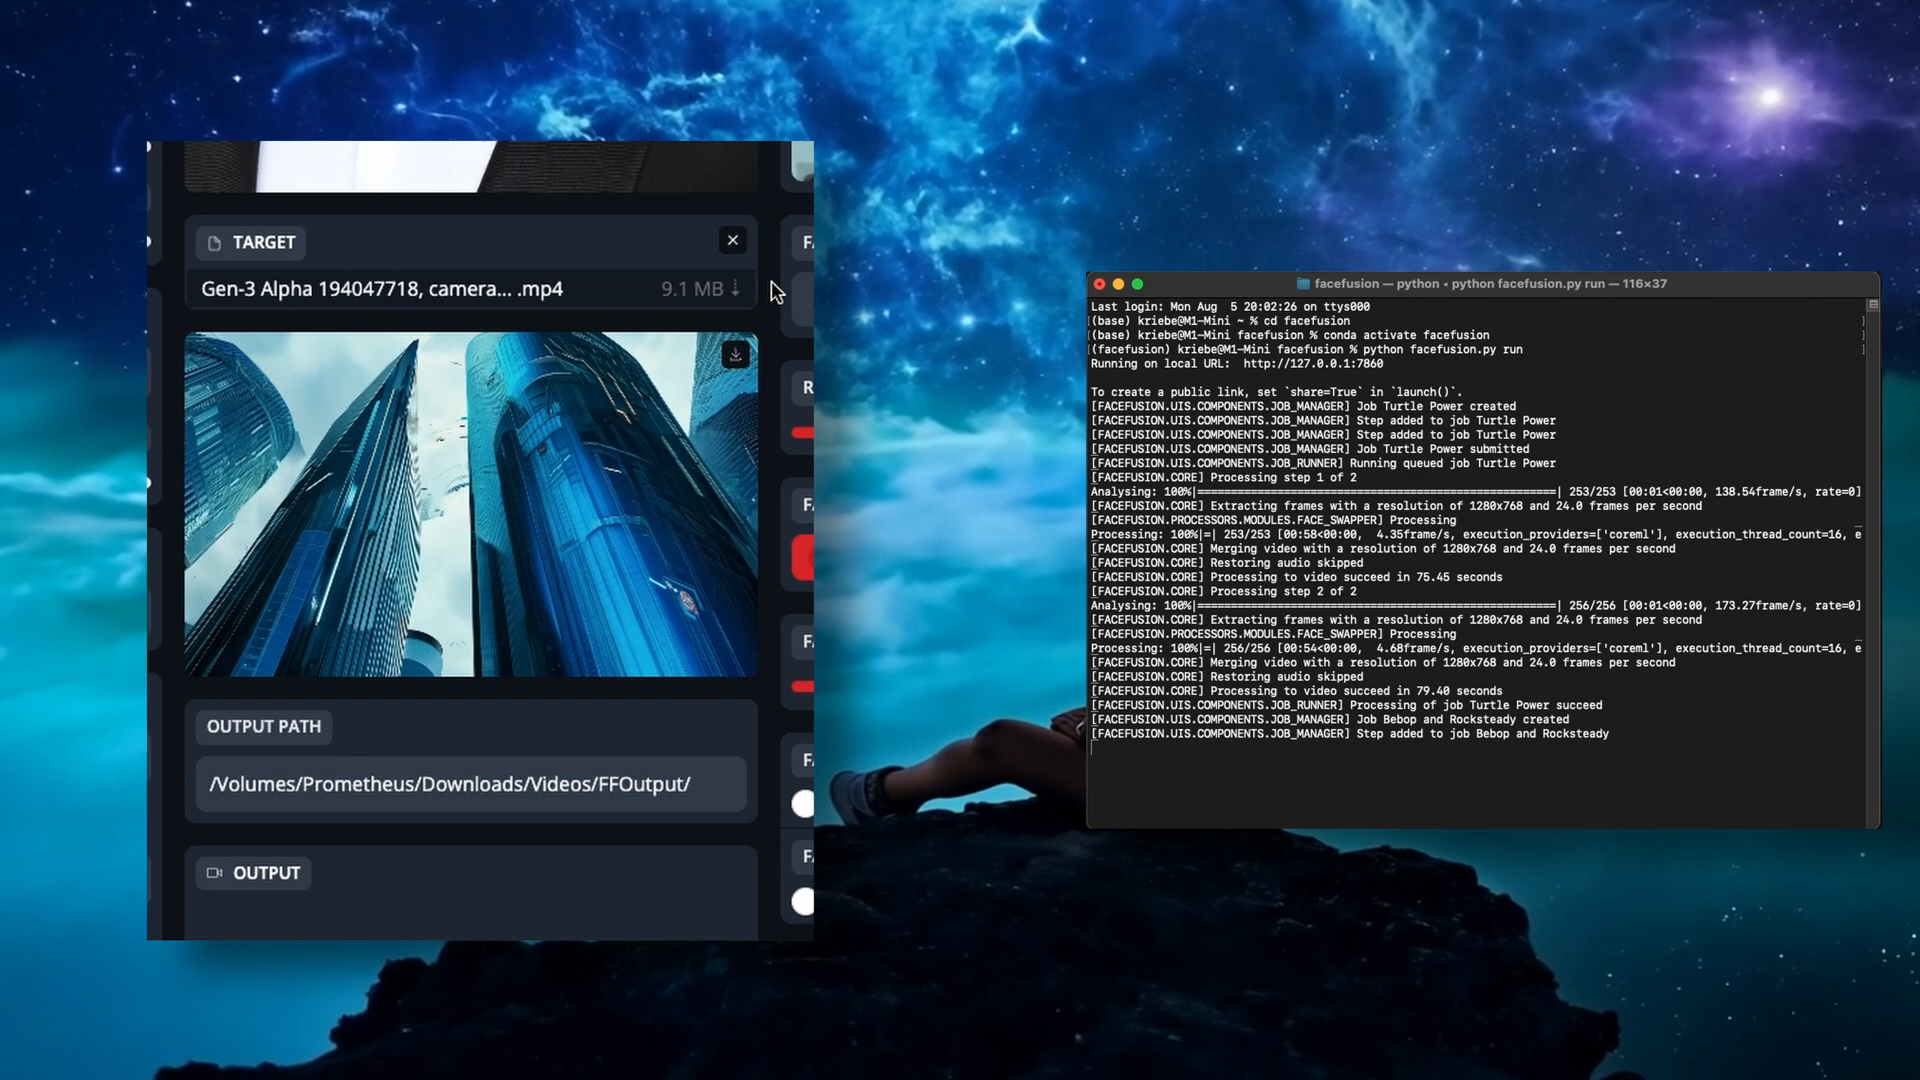 TARGET
Gen-3 Alpha 194047718, camera... .mp4
9.1 MB ⇣
OUTPUT PATH
/Volumes/Prometheus/Downloads/Videos/FFOutput/
OUTPUT
facefusion — python ◂ python facefusion.py run — 116×37
Last login: Mon Aug  5 20:02:26 on ttys000
[(base) kriebe@M1-Mini ~ % cd facefusion ]
[(base) kriebe@M1-Mini facefusion % conda activate facefusion ]
[(facefusion) kriebe@M1-Mini facefusion % python facefusion.py run ]
Running on local URL:  http://127.0.0.1:7860
To create a public link, set `share=True` in `launch()`.
[FACEFUSION.UIS.COMPONENTS.JOB_MANAGER] Job Turtle Power created
[FACEFUSION.UIS.COMPONENTS.JOB_MANAGER] Step added to job Turtle Power
[FACEFUSION.UIS.COMPONENTS.JOB_MANAGER] Step added to job Turtle Power
[FACEFUSION.UIS.COMPONENTS.JOB_MANAGER] Job Turtle Power submitted
[FACEFUSION.UIS.COMPONENTS.JOB_RUNNER] Running queued job Turtle Power
[FACEFUSION.CORE] Processing step 1 of 2
Analysing: 100%|======================================================| 253/253 [00:01<00:00, 138.54frame/s, rate=0]
[FACEFUSION.CORE] Extracting frames with a resolution of 1280x768 and 24.0 frames per second
[FACEFUSION.PROCESSORS.MODULES.FACE_SWAPPER] Processing
Processing: 100%|=| 253/253 [00:58<00:00,  4.35frame/s, execution_providers=['coreml'], execution_thread_count=16, e
[FACEFUSION.CORE] Merging video with a resolution of 1280x768 and 24.0 frames per second
[FACEFUSION.CORE] Restoring audio skipped
[FACEFUSION.CORE] Processing to video succeed in 75.45 seconds
[FACEFUSION.CORE] Processing step 2 of 2
Analysing: 100%|======================================================| 256/256 [00:01<00:00, 173.27frame/s, rate=0]
[FACEFUSION.CORE] Extracting frames with a resolution of 1280x768 and 24.0 frames per second
[FACEFUSION.PROCESSORS.MODULES.FACE_SWAPPER] Processing
Processing: 100%|=| 256/256 [00:54<00:00,  4.68frame/s, execution_providers=['coreml'], execution_thread_count=16, e
[FACEFUSION.CORE] Merging video with a resolution of 1280x768 and 24.0 frames per second
[FACEFUSION.CORE] Restoring audio skipped
[FACEFUSION.CORE] Processing to video succeed in 79.40 seconds
[FACEFUSION.UIS.COMPONENTS.JOB_RUNNER] Processing of job Turtle Power succeed
[FACEFUSION.UIS.COMPONENTS.JOB_MANAGER] Job Bebop and Rocksteady created
[FACEFUSION.UIS.COMPONENTS.JOB_MANAGER] Step added to job Bebop and Rocksteady